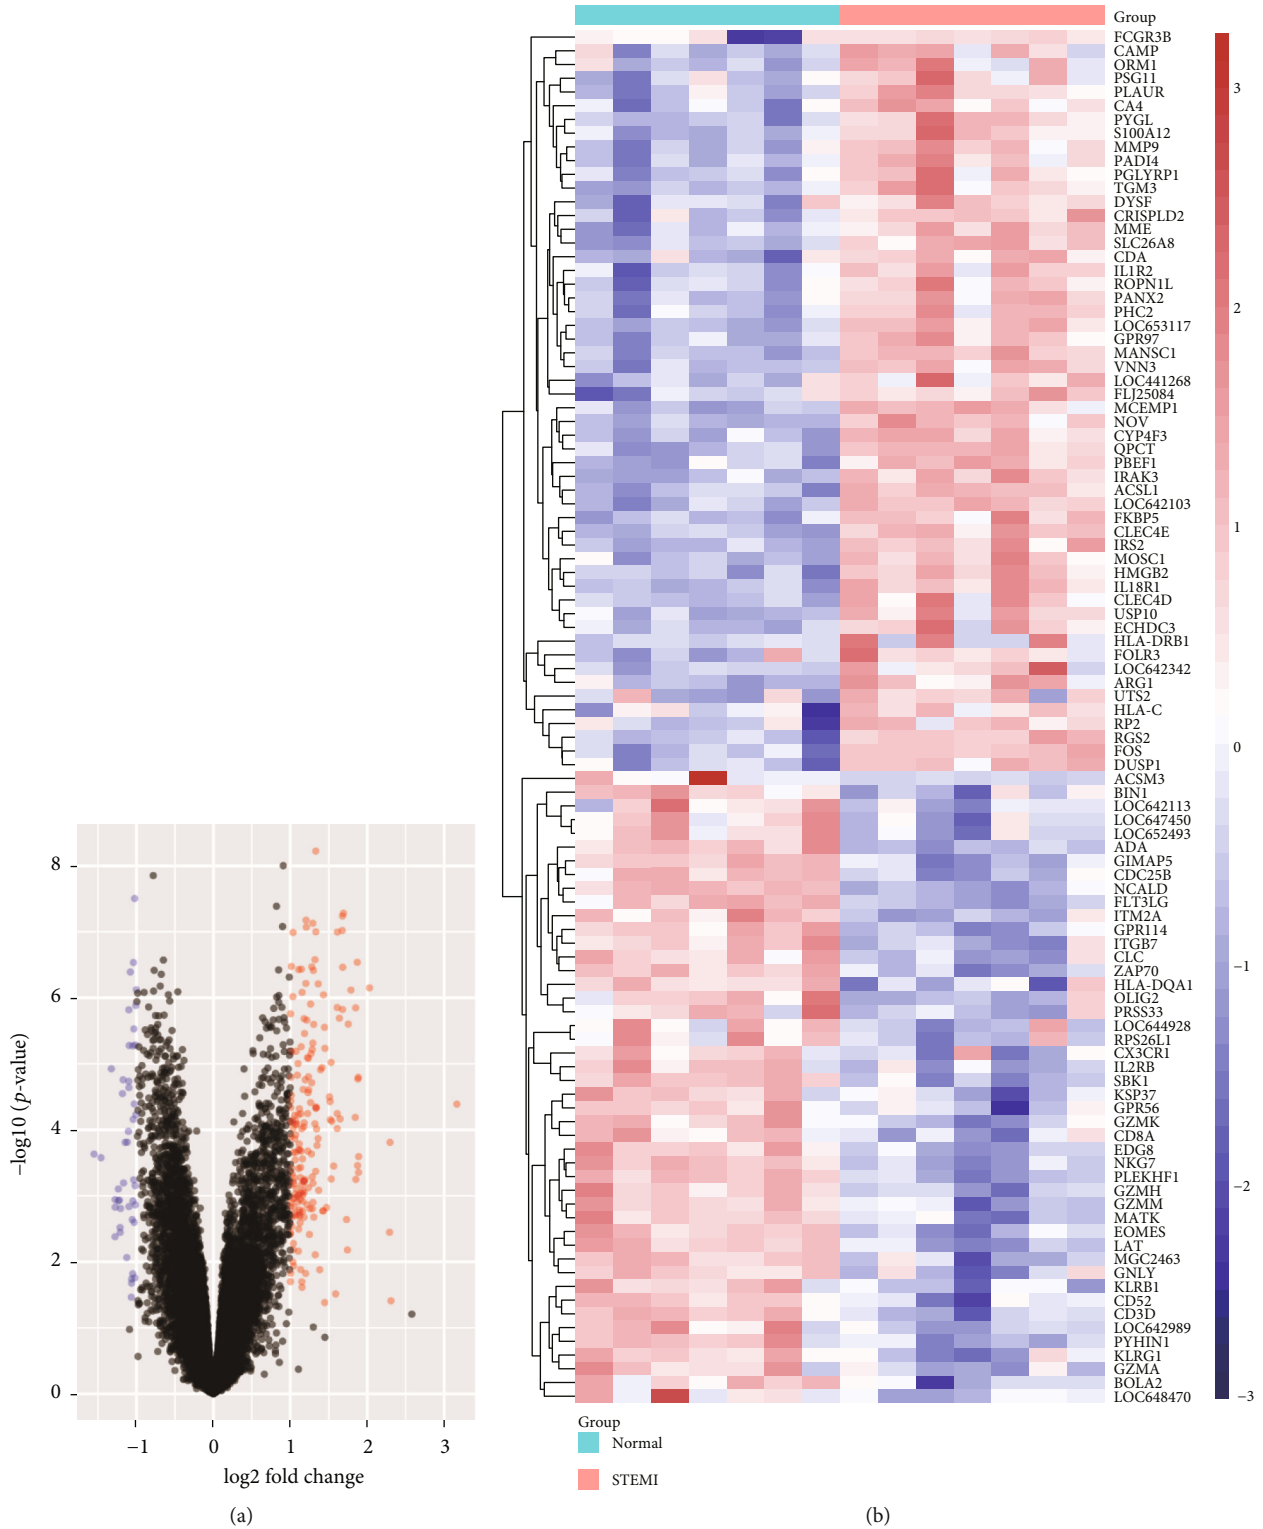 Group
FCGR3B
CAMP
ORM1
PSG11
PLAUR
CA4
PYGL
S100A12
MMP9
PADI4
PGLYRP1
TGM3
DYSF
CRISPLD2
MME
SLC26A8
CDA
IL1R2
ROPN1L
PANX2
PHC2
LOC653117
GPR97
MANSC1
VNN3
LOC441268
FLJ25084
MCEMP1
NOV
CYP4F3
QPCT
PBEF1
IRAK3
ACSL1
LOC642103
FKBP5
CLEC4E
IRS2
MOSC1
HMGB2
IL18R1
CLEC4D
USP10
ECHDC3
HLA-DRB1
FOLR3
LOC642342
ARG1
UTS2
HLA-C
RP2
RGS2
FOS
DUSP1
ACSM3
BIN1
LOC642113
LOC647450
LOC652493
ADA
GIMAP5
CDC25B
NCALD
FLT3LG
ITM2A
GPR114
ITGB7
CLC
ZAP70
HLA-DQA1
OLIG2
PRSS33
LOC644928
RPS26L1
CX3CR1
IL2RB
SBK1
KSP37
GPR56
GZMK
CD8A
EDG8
NKG7
PLEKHF1
GZMH
GZMM
MATK
EOMES
LAT
MGC2463
GNLY
KLRB1
CD52
CD3D
LOC642989
PYHIN1
KLRG1
GZMA
BOLA2
LOC648470
3
2
1
0
−1
−2
−3
8
6
4
2
0
−log10 (p-value)
−1 0 1 2 3
log2 fold change
(a)
Group
Normal
STEMI
(b)